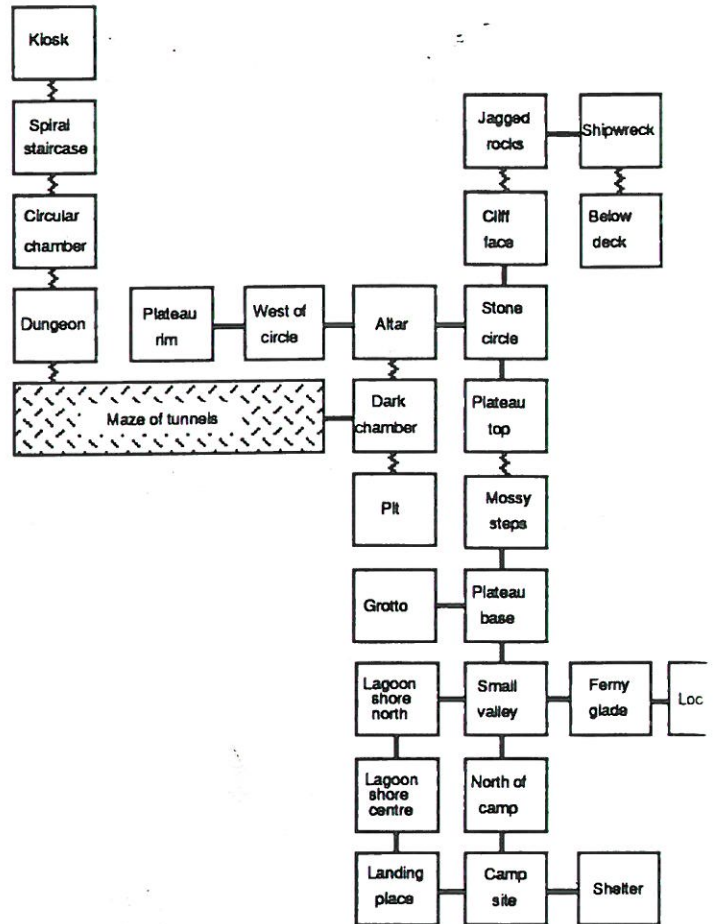 Kiosk
Spiral
staircase
Jagged
rocks
Shipwreck
Circular
chamber
Cliff
face
Below
deck
Dungeon
Plateau
rim
West of
circle
Altar
Stone
circle
Maze of tunnels
Dark
chamber
Plateau
top
Pit
Mossy
steps
Grotto
Plateau
base
Lagoon
shore
north
Small
valley
Ferny
glade
Loc
Lagoon
shore
centre
North of
camp
Landing
place
Camp
site
Shelter